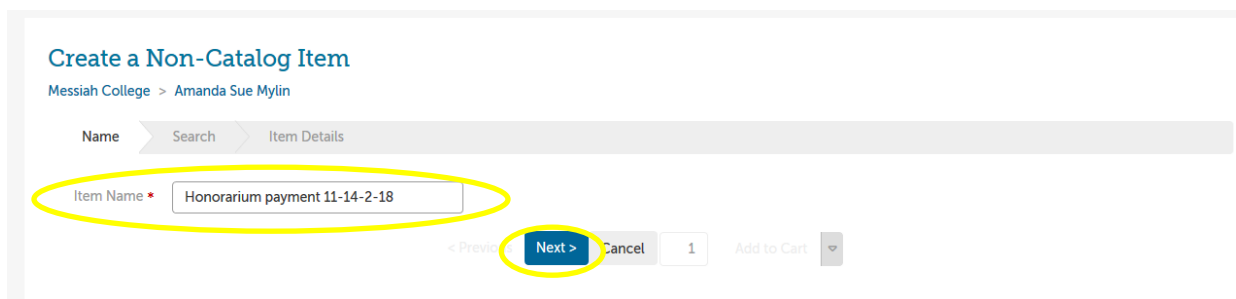 Create a Non-Catalog Item
Messiah College > Amanda Sue Mylin
Name Search Item Details
Item Name * Honorarium payment 11-14-2-18
< Previous Next > Cancel 1 Add to Cart